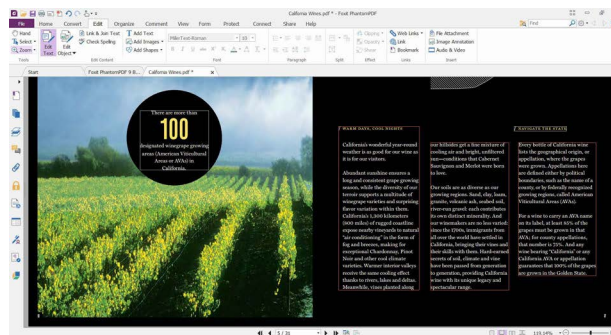 California Wines.pdf * - Foxit PhantomPDF
File Home Convert Edit Organize Comment View Form Protect Connect Share Help
Find
Hand
Select
Zoom
Tools
Edit Text
Edit Object
Link & Join Text
Check Spelling
Edit Content
Add Text
Add Images
Add Shapes
Font
Paragraph
Split
Effect
Web Links
Link
Bookmark
Links
File Attachment
Image Annotation
Audio & Video
Insert
Start
Foxit PhantomPDF 9 B...
California Wines.pdf *
There are more than
100
designated winegrape growing
areas (American Viticultural
Areas or AVAs) in
California.
WARM DAYS, COOL NIGHTS
California's wonderful year-round
weather is as good for our wine as
it is for our visitors.
Abundant sunshine ensures a
long and consistent grape growing
season, while the diversity of our
terroir supports a multitude of
winegrape varieties and surprising
flavor variation within them.
California's 1,300 kilometers
(800 miles) of rugged coastline
expose nearby vineyards to natural
"air conditioning" in the form of
fog and breezes, making for
exceptional Chardonnay, Pinot
Noir and other cool climate
varieties. Warmer interior valleys
receive the same cooling effect
thanks to rivers, lakes and deltas.
Meanwhile, vines planted along
our hillsides get a fine mixture of
cooling air and bright, unfiltered
sun—conditions that Cabernet
Sauvignon and Merlot were born
to love.
Our soils are as diverse as our
growing regions. Sand, clay, loam,
granite, volcanic ash, seabed soil,
river-run gravel: each contributes
its own distinct minerality. And
our winemakers are no less varied:
since the 1700s, immigrants from
all over the world have settled in
California, bringing their vines and
their skills with them. Hard-earned
secrets of soil, climate and vine
have been passed from generation
to generation, providing California
wine with its unique legacy and
spectacular range.
NAVIGATE THE STATE
Every bottle of California wine
lists the geographical origin, or
appellation, where the grapes
were grown. Appellations here
are defined either by political
boundaries, such as the name of a
county, or by federally recognized
growing regions, called American
Viticultural Areas (AVAs).
For a wine to carry an AVA name
on its label, at least 85% of the
grapes must be grown in that
AVA; for county appellations,
that number is 75%. And any
wine bearing "California" or any
California AVA or appellation
guarantees that 100% of the grapes
are grown in the Golden State.
5 / 31
110.14%